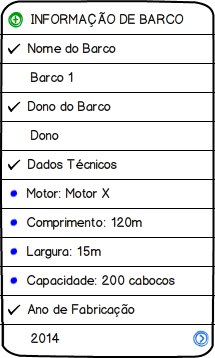 INFORMAÇÃO DE BARCO
Nome do Barco
Barco 1
Dono do Barco
Dono
Dados Técnicos
Motor: Motor X
Comprimento: 120m
Largura: 15m
Capacidade: 200 cabocos
Ano de Fabricação
2014